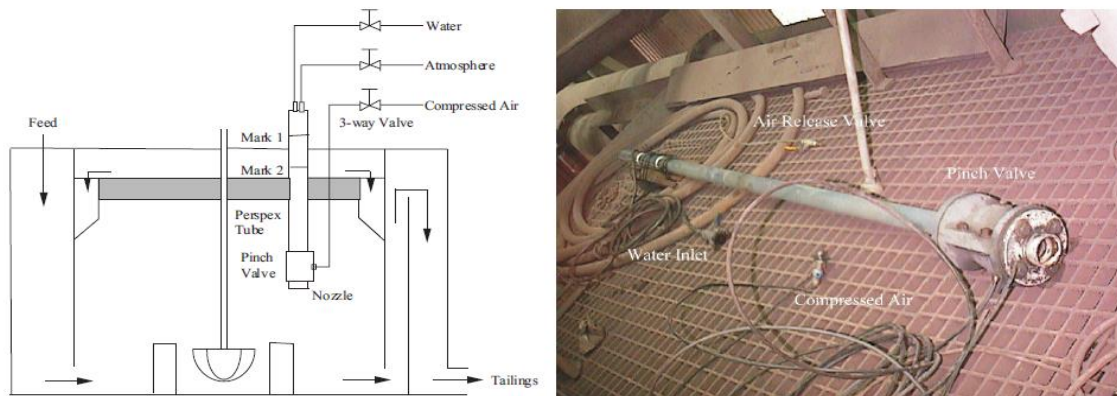 Water
Atmosphere
Compressed Air
3-way Valve
Feed
Mark 1
Mark 2
Perspex
Tube
Pinch
Valve
Nozzle
Tailings
Air Release Valve
Pinch Valve
Water Inlet
Compressed Air